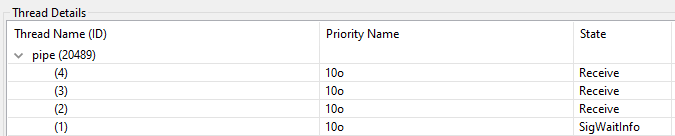 Thread Details
Thread Name (ID) Priority Name State
pipe (20489)
(4) 10o Receive
(3) 10o Receive
(2) 10o Receive
(1) 10o SigWaitInfo